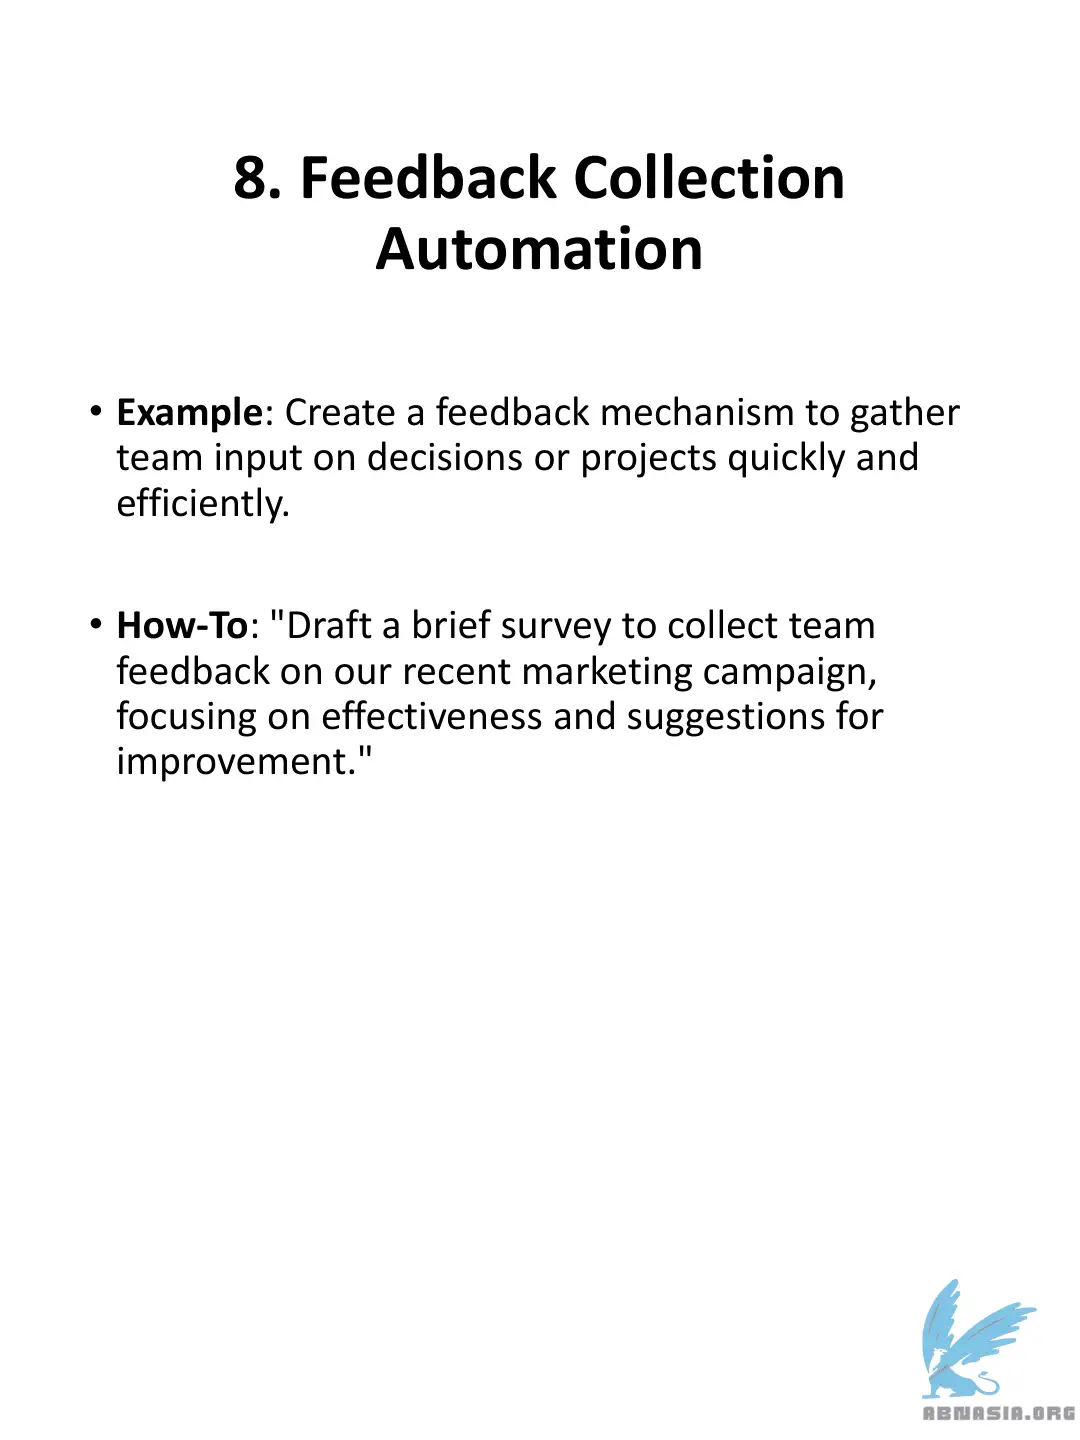 8. Feedback Collection
Automation
• Example: Create a feedback mechanism to gather
team input on decisions or projects quickly and
efficiently.
• How-To: "Draft a brief survey to collect team
feedback on our recent marketing campaign,
focusing on effectiveness and suggestions for
improvement."
ABNASIA.ORG